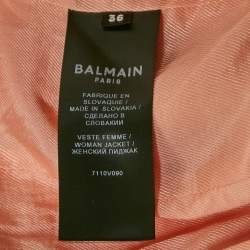 36
BALMAIN
PARIS
FABRIQUE EN
SLOVAQUIE /
MADE IN
SLOVAKIA /
СДЕЛАНО В
СЛОВАКИИ
VESTE FEMME /
WOMAN JACKET /
ЖЕНСКИЙ ПИДЖАК
7110V090